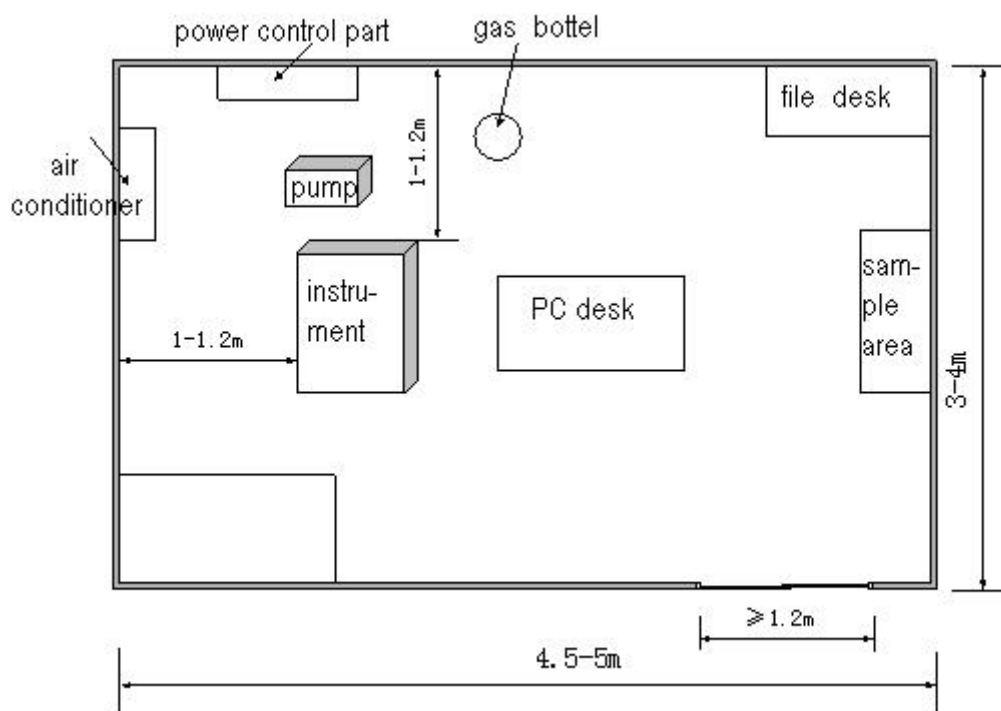 power control part
gas bottel
file desk
air
conditioner
pump
1-1.2m
instru-
ment
PC desk
sam-
ple
area
1-1.2m
3-4m
≥1.2m
4.5-5m